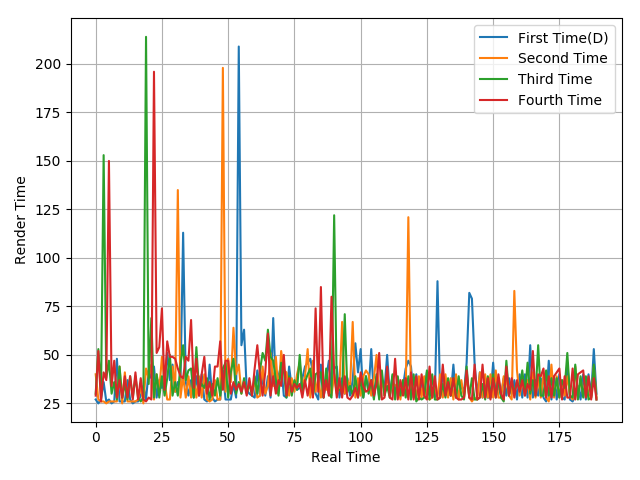 First Time(D)
Second Time
Third Time
Fourth Time
200
175
150
125
100
75
50
25
Render Time
0 25 50 75 100 125 150 175
Real Time